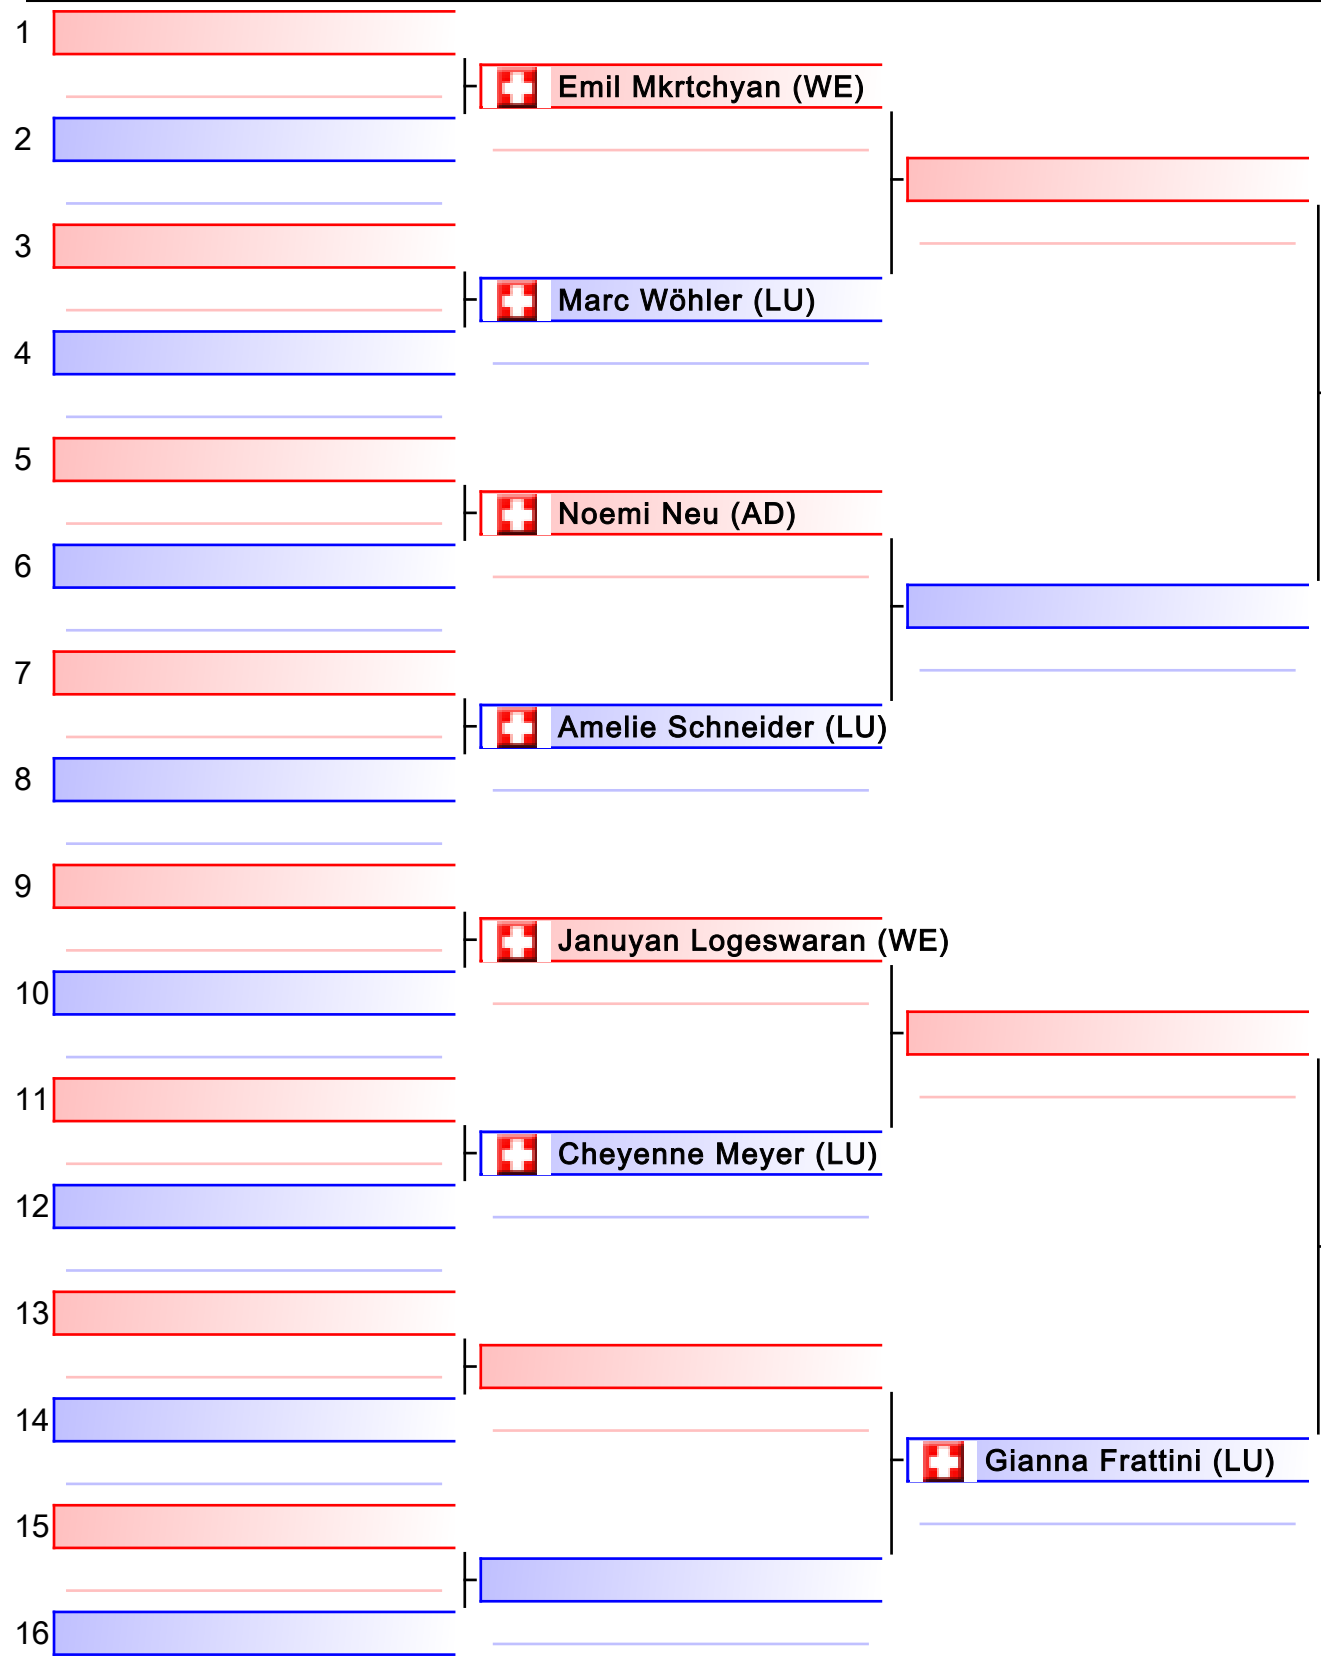 1
Emil Mkrtchyan (WE)
2
3
Marc Wöhler (LU)
4
5
Noemi Neu (AD)
6
7
Amelie Schneider (LU)
8
9
Januyan Logeswaran (WE)
10
11
Cheyenne Meyer (LU)
12
13
14
Gianna Frattini (LU)
15
16